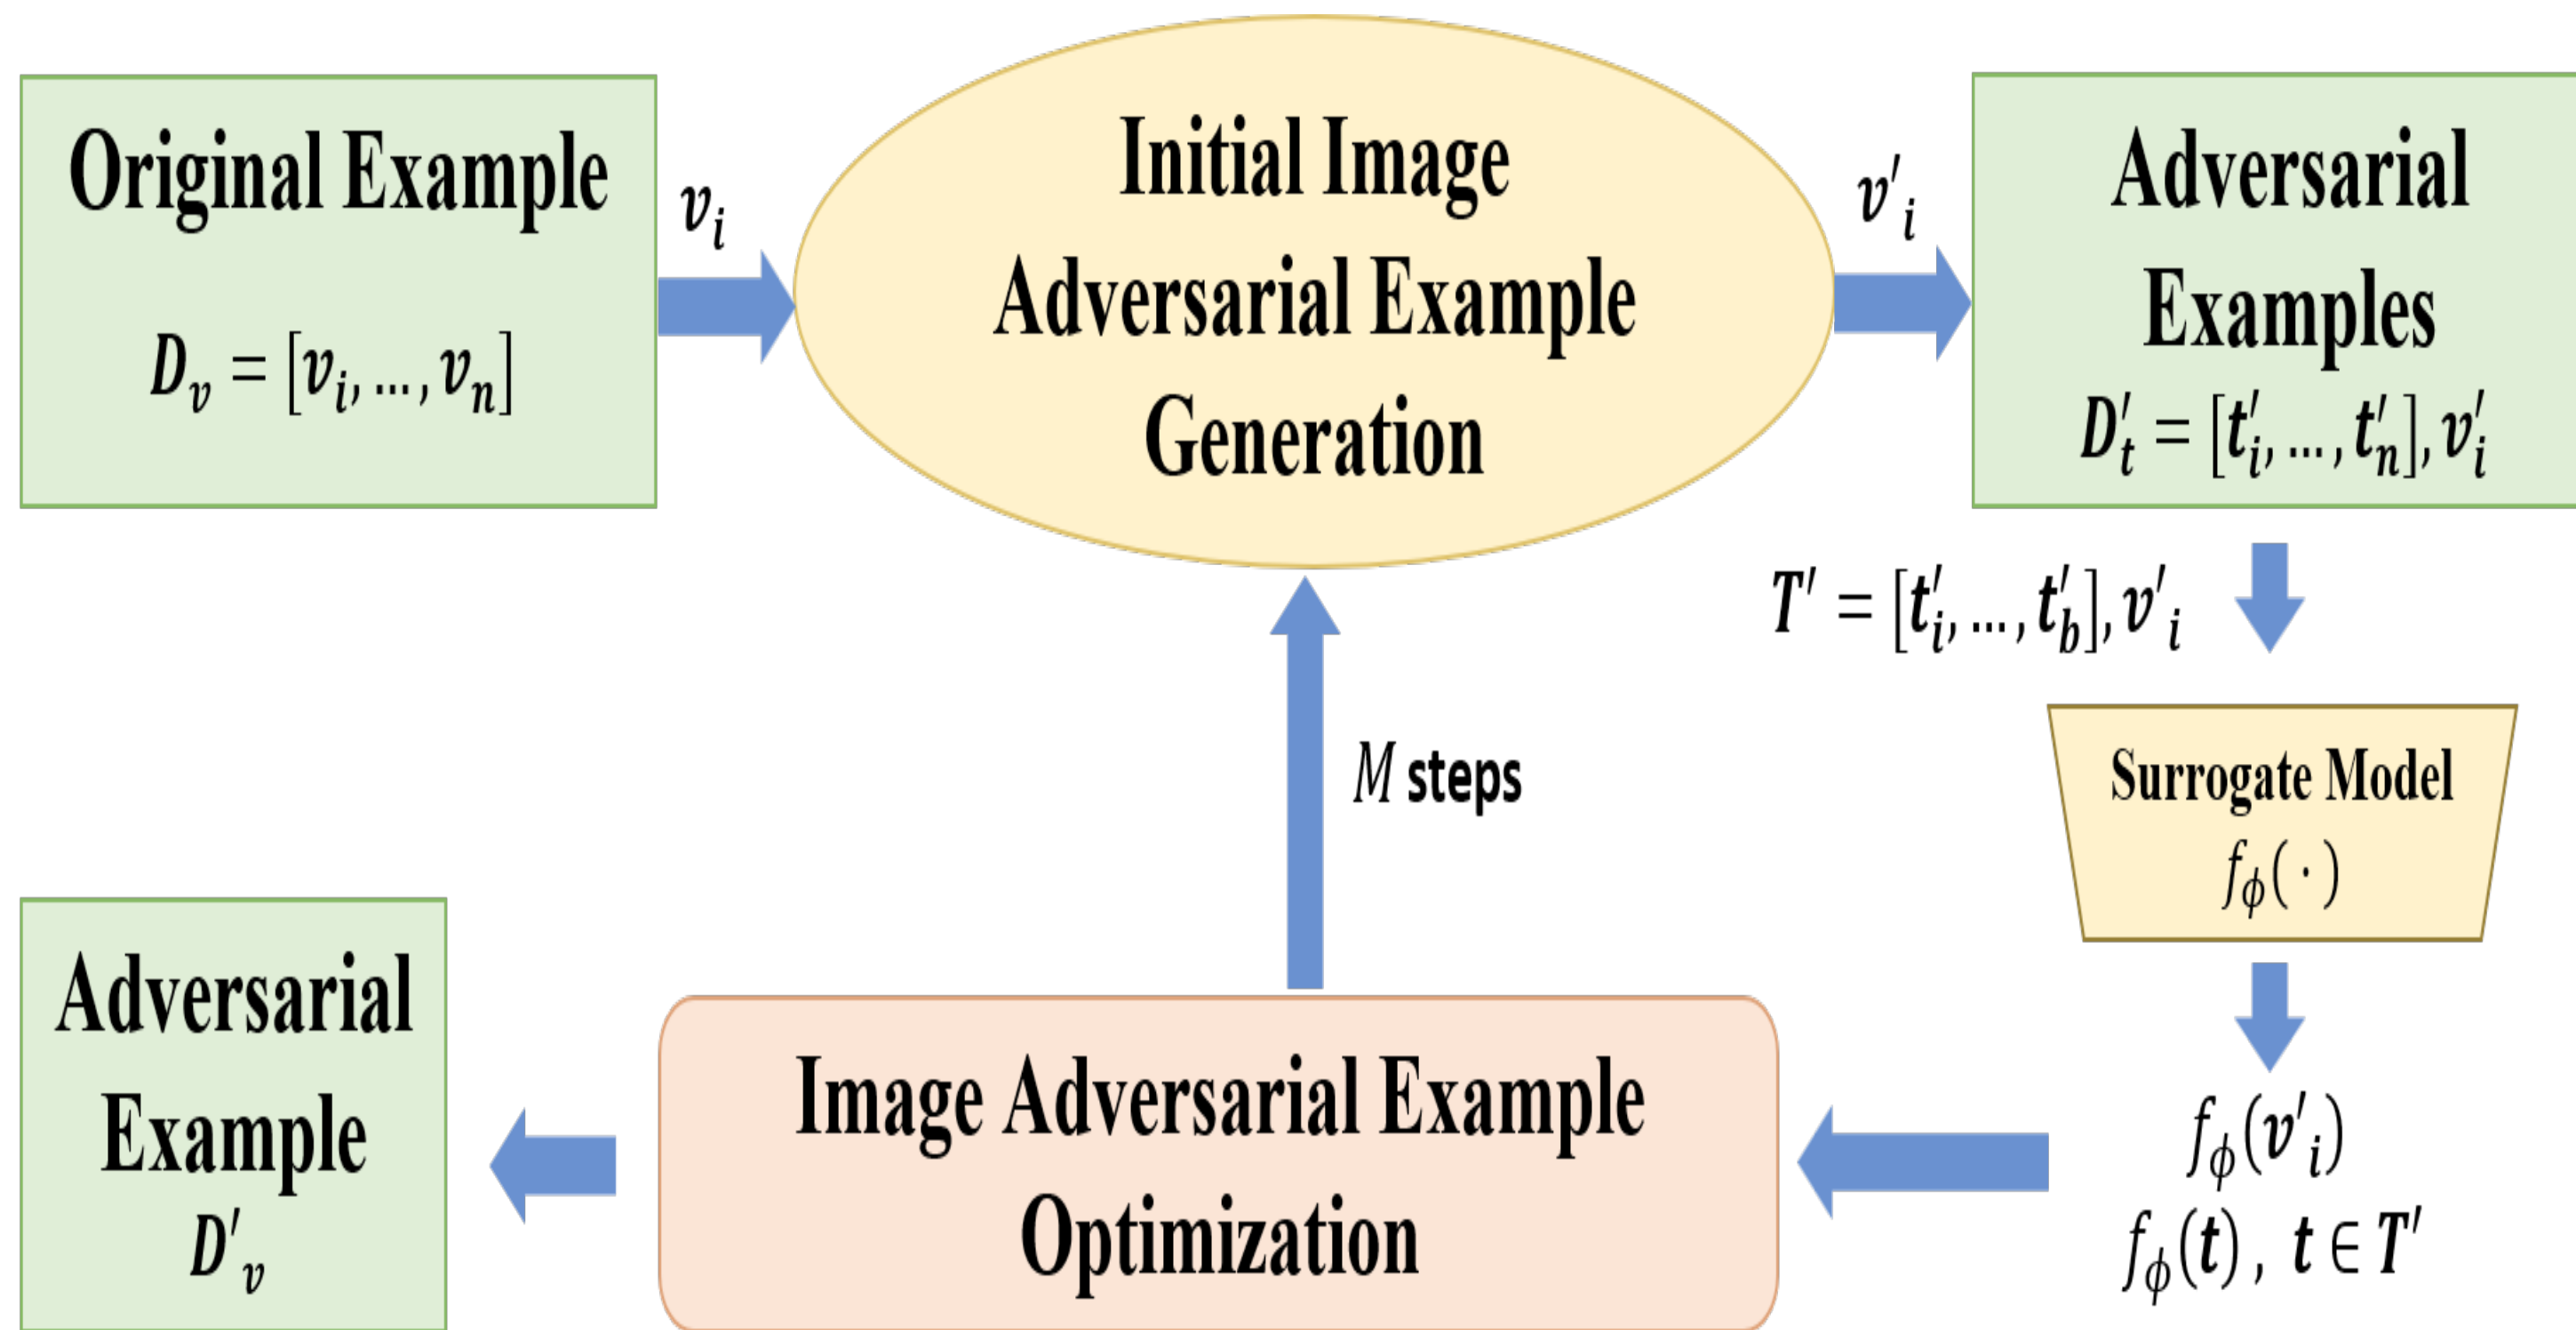 Original Example
D_v = [v_i, ..., v_n]
v_i
Initial Image
Adversarial Example
Generation
v'_i
Adversarial
Examples
D'_t = [t'_i, ..., t'_n], v'_i
T' = [t'_i, ..., t'_b], v'_i
Surrogate Model
f_ϕ( · )
M steps
f_ϕ(v'_i)
f_ϕ(t) , t ∈ T'
Image Adversarial Example
Optimization
Adversarial
Example
D'_v